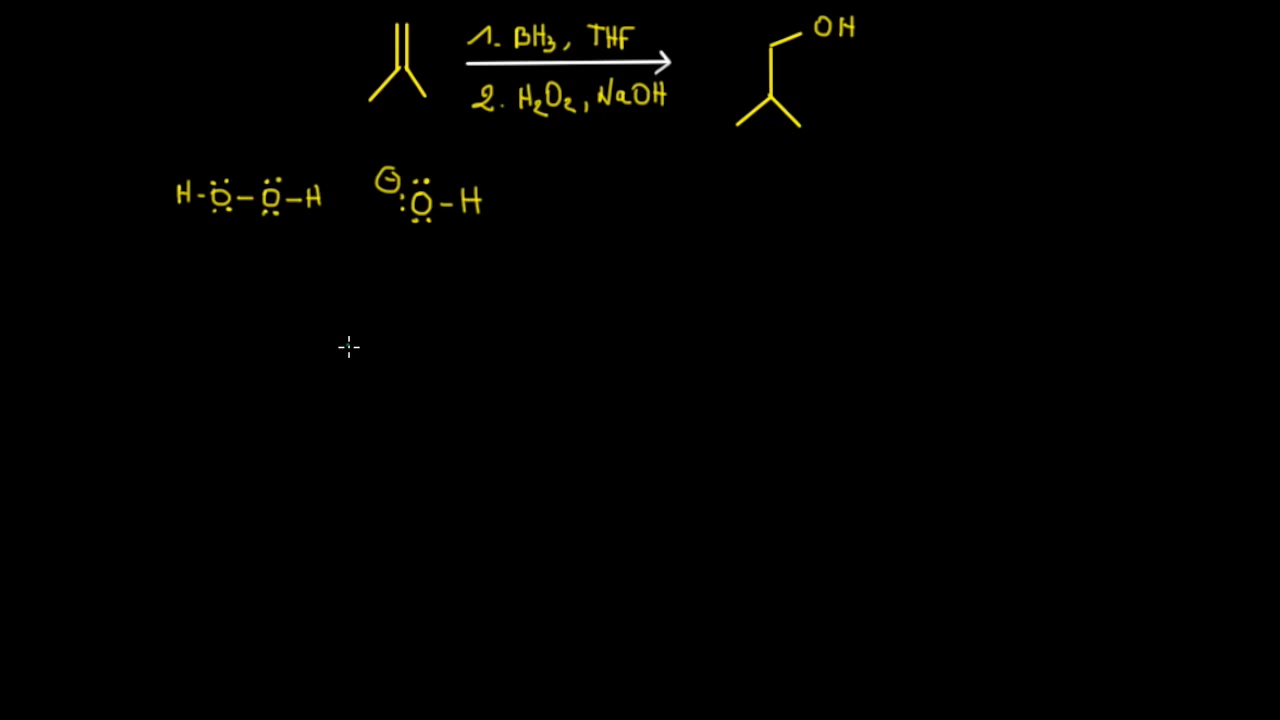 1. BH₃, THF
OH
2. H₂O₂, NaOH
H-O-O-H ⊖ :O-H